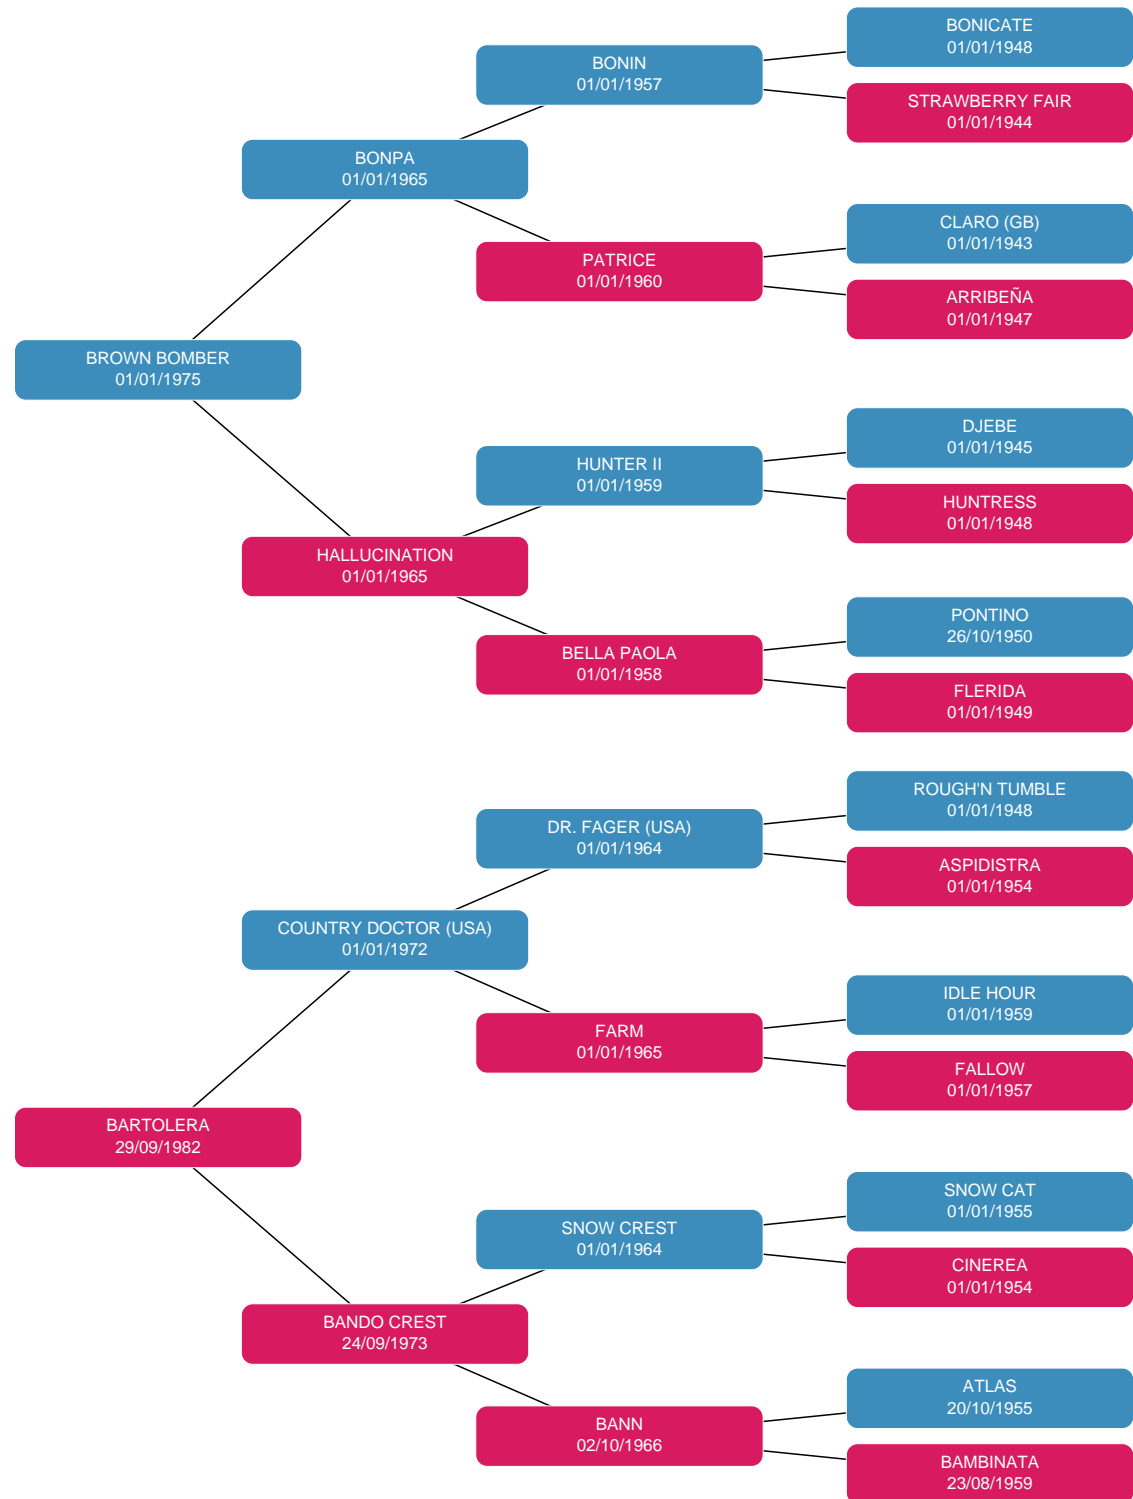 BONICATE
01/01/1948
BONIN
01/01/1957
STRAWBERRY FAIR
01/01/1944
BONPA
01/01/1965
CLARO (GB)
01/01/1943
PATRICE
01/01/1960
ARRIBEÑA
01/01/1947
BROWN BOMBER
01/01/1975
DJEBE
01/01/1945
HUNTER II
01/01/1959
HUNTRESS
01/01/1948
HALLUCINATION
01/01/1965
PONTINO
26/10/1950
BELLA PAOLA
01/01/1958
FLERIDA
01/01/1949
ROUGH'N TUMBLE
01/01/1948
DR. FAGER (USA)
01/01/1964
ASPIDISTRA
01/01/1954
COUNTRY DOCTOR (USA)
01/01/1972
IDLE HOUR
01/01/1959
FARM
01/01/1965
FALLOW
01/01/1957
BARTOLERA
29/09/1982
SNOW CAT
01/01/1955
SNOW CREST
01/01/1964
CINEREA
01/01/1954
BANDO CREST
24/09/1973
ATLAS
20/10/1955
BANN
02/10/1966
BAMBINATA
23/08/1959